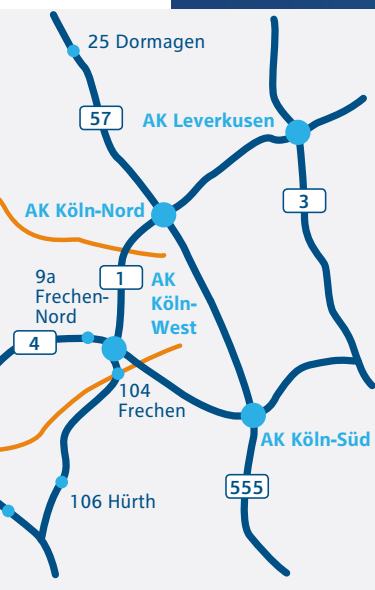 25 Dormagen
57
AK Leverkusen
3
AK Köln-Nord
9a
Frechen-
Nord
1
AK
Köln-
West
4
104
Frechen
AK Köln-Süd
555
106 Hürth